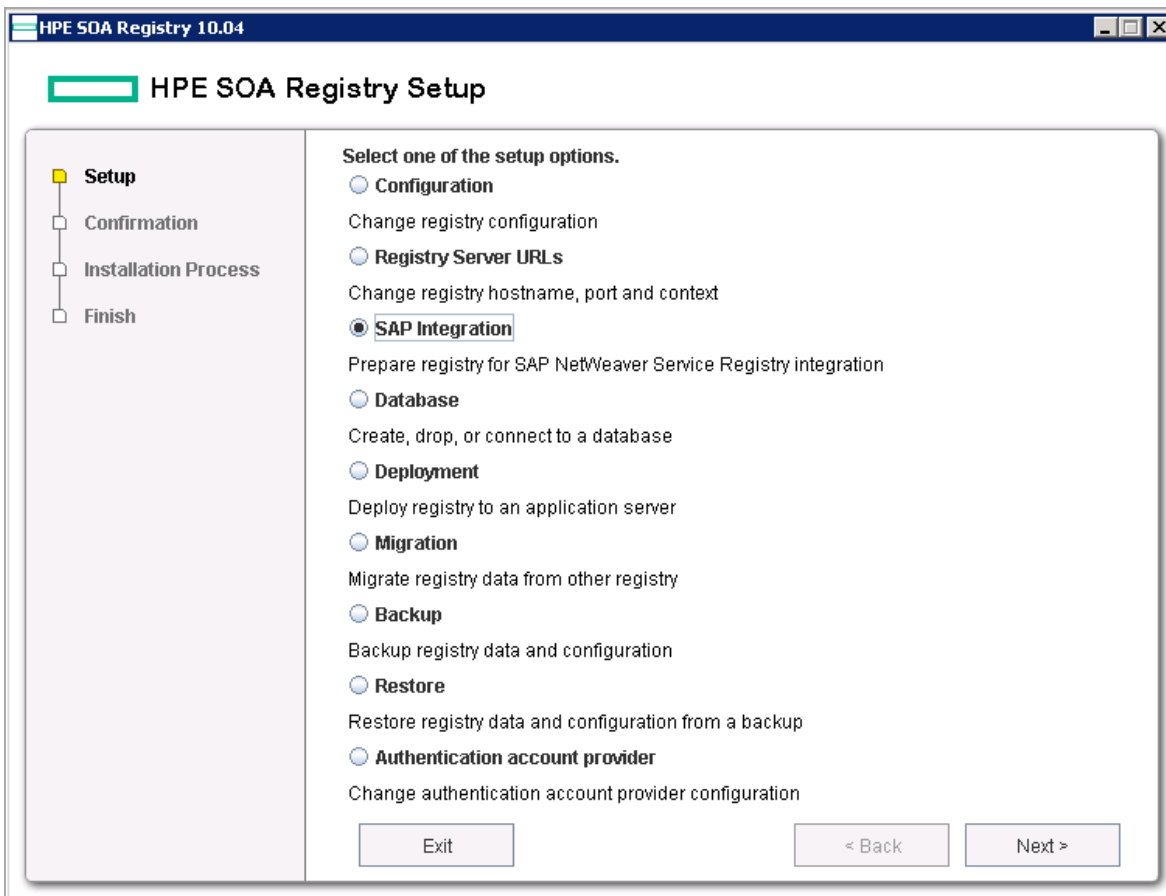 HPE SOA Registry 10.04
HPE SOA Registry Setup
Setup
Confirmation
Installation Process
Finish
Select one of the setup options.
Configuration
Change registry configuration
Registry Server URLs
Change registry hostname, port and context
SAP Integration
Prepare registry for SAP NetWeaver Service Registry integration
Database
Create, drop, or connect to a database
Deployment
Deploy registry to an application server
Migration
Migrate registry data from other registry
Backup
Backup registry data and configuration
Restore
Restore registry data and configuration from a backup
Authentication account provider
Change authentication account provider configuration
Exit
< Back
Next >